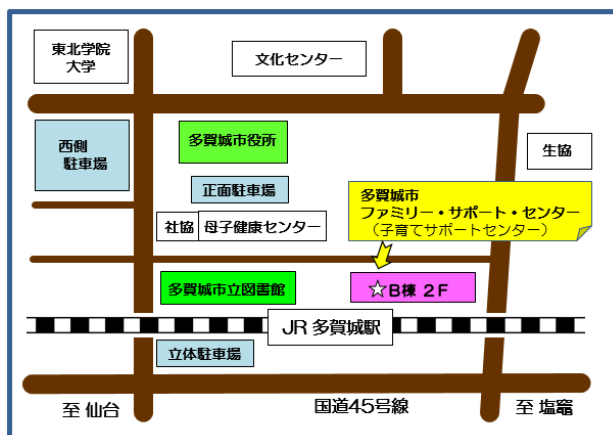 東北学院
大学
文化センター
西側
駐車場
多賀城市役所
生協
正面駐車場
多賀城市
ファミリー・サポート・センター
（子育てサポートセンター）
社協
母子健康センター
多賀城市立図書館
☆B棟 2F
JR 多賀城駅
立体駐車場
至 仙台
国道45号線
至 塩竈